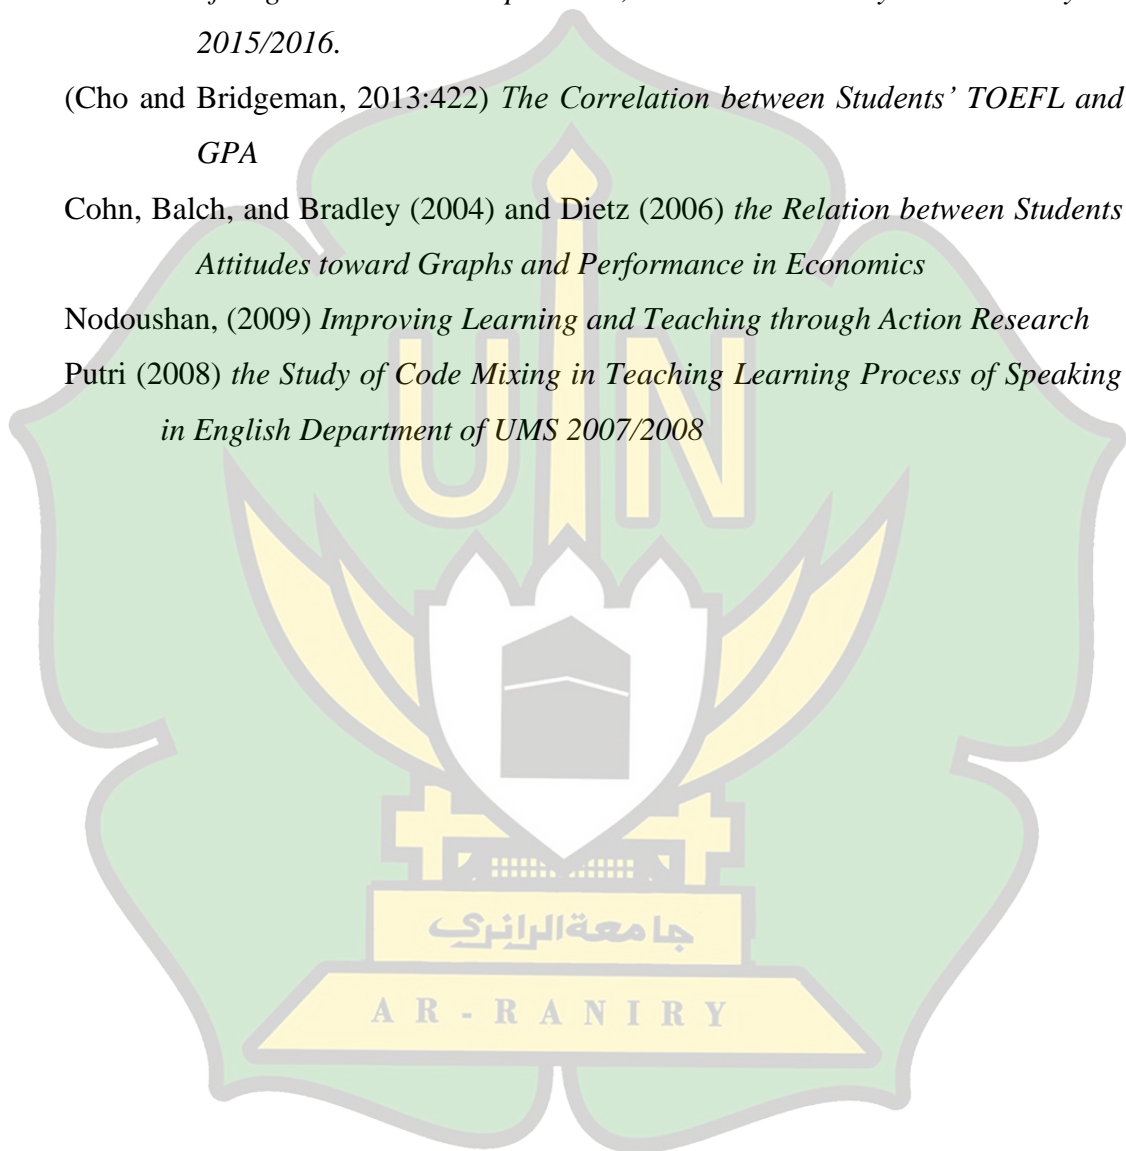 2015/2016.
(Cho and Bridgeman, 2013:422) The Correlation between Students’ TOEFL and
GPA
Cohn, Balch, and Bradley (2004) and Dietz (2006) the Relation between Students
Attitudes toward Graphs and Performance in Economics
Nodoushan, (2009) Improving Learning and Teaching through Action Research
Putri (2008) the Study of Code Mixing in Teaching Learning Process of Speaking
in English Department of UMS 2007/2008
UIN
جامعةالرانري
AR-RANIRY